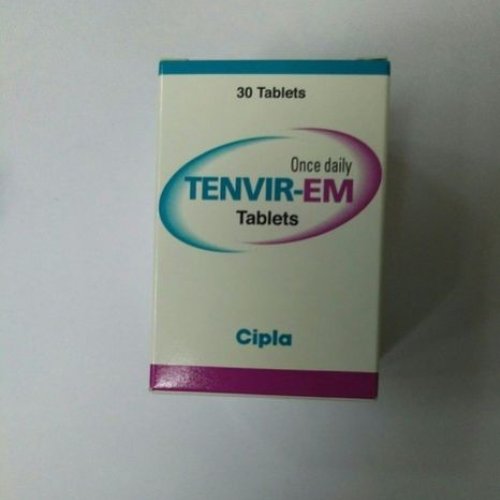 30 Tablets
Once daily
TENVIR-EM
Tablets
Cipla